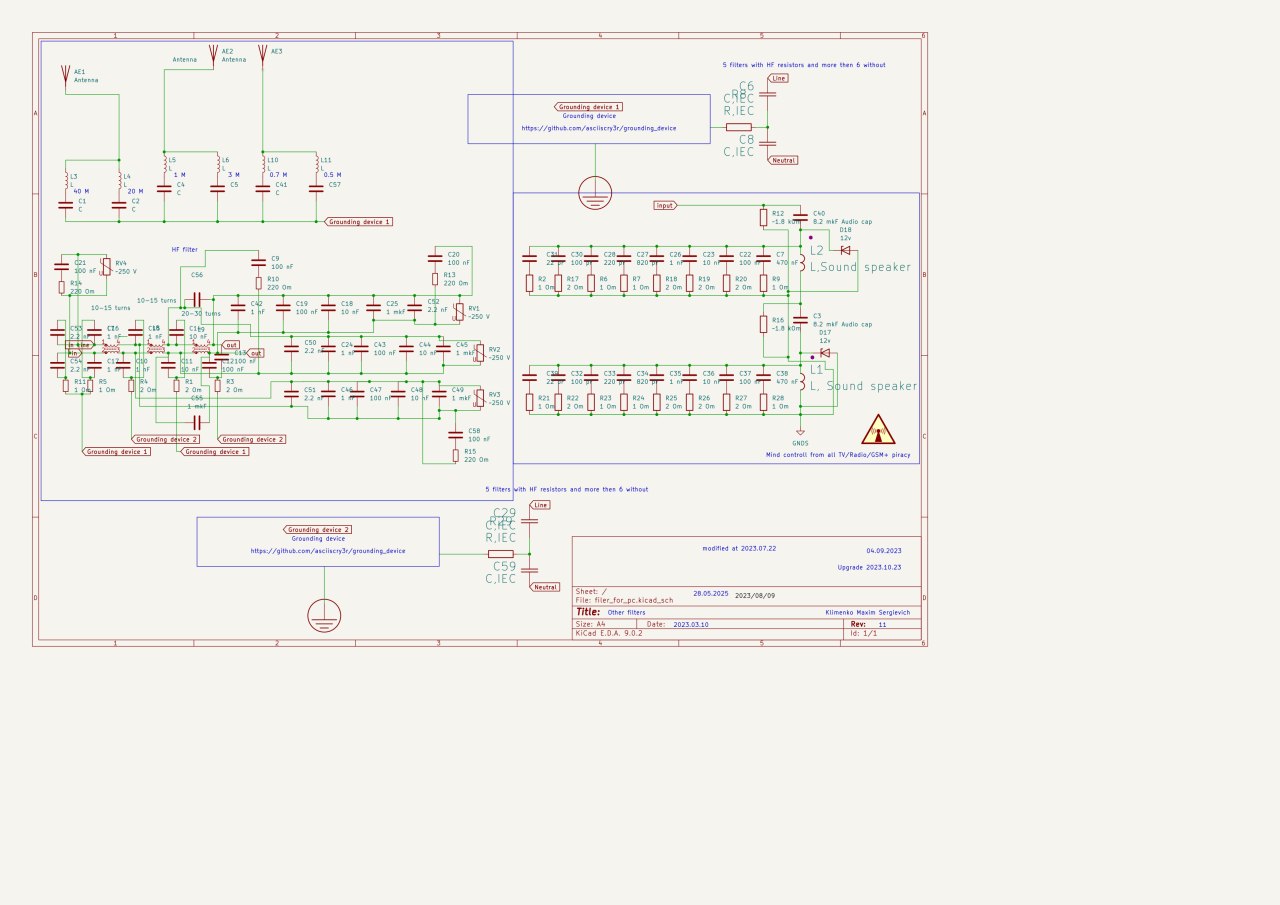 1
2
3
4
5
6
A
A
AE1
Antenna
Antenna
AE2
Antenna
AE3
L3
L
40 M
C1
C
L4
L
20 M
C2
C
L5
L
1 M
C4
C
L6
L
3 M
C5
L10
L
0.7 M
C41
L11
L
0.5 M
C57
Grounding device 1
Grounding device 1
Grounding device
https://github.com/asciiscry3r/grounding_device
5 filters with HF resistors and more then 6 without
Line
C6
C,IEC
R,IEC
C8
C,IEC
Neutral
B
B
HF filter
C21
100 nF
RV4
~250 V
R14
220 Om
10-15 turns
C56
10-15 turns
20-30 turns
C9
100 nF
R10
220 Om
C20
100 nF
R13
220 Om
C42
1 nF
C19
100 nF
C18
10 nF
C25
1 mkF
C52
2.2 nF
RV1
~250 V
C53
2.2 nF
out
out
C50
2.2 nF
C24
1 nF
C43
100 nF
C44
10 nF
C45
1 mkF
RV2
~250 V
C54
2.2 nF
C17
1 nF
C10
1 nF
C11
10 nF
100 nF
R11
1 Om
R5
1 Om
R4
2 Om
R1
2 Om
R3
2 Om
C55
1 mkF
C51
2.2 nF
C46
1 nF
C47
100 nF
C48
10 nF
C49
1 mkF
RV3
~250 V
C58
100 nF
R15
220 Om
Grounding device 2
Grounding device 2
Grounding device 1
Grounding device 1
input
R12
~1.8 kOm
C40
8.2 mkF Audio cap
D18
12v
L2
L,Sound speaker
C31
22 pF
C30
100 pF
C28
220 pF
C27
820 pF
C26
1 nF
C23
10 nF
C22
100 nF
C7
470 nF
R2
1 Om
R17
2 Om
R6
1 Om
R7
1 Om
R18
2 Om
R19
2 Om
R20
2 Om
R9
1 Om
R16
~1.8 kOm
C3
8.2 mkF Audio cap
D17
12v
L1
L, Sound speaker
C39
22 pF
C32
100 pF
C33
220 pF
C34
820 pF
C35
1 nF
C36
10 nF
C37
100 nF
C38
470 nF
R21
1 Om
R22
2 Om
R23
1 Om
R24
1 Om
R25
2 Om
R26
2 Om
R27
2 Om
R28
1 Om
C
C
GNDS
Mind controll from all TV/Radio/GSM+ piracy
5 filters with HF resistors and more then 6 without
Line
C29
C,IEC
R,IEC
C59
C,IEC
Neutral
Grounding device 2
Grounding device
https://github.com/asciiscry3r/grounding_device
D
D
modified at 2023.07.22
04.09.2023
Upgrade 2023.10.23
Sheet: /
File: filer_for_pc.kicad_sch
28.05.2025
2023/08/09
Title: Other filters
Klimenko Maxim Sergievich
Size: A4
Date: 2023.03.10
Rev: 11
KiCad E.D.A. 9.0.2
Id: 1/1
1
2
3
4
5
6